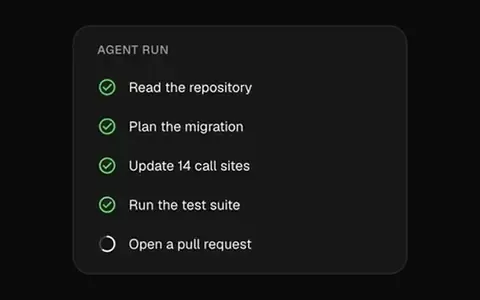 AGENT RUN
Read the repository
Plan the migration
Update 14 call sites
Run the test suite
Open a pull request